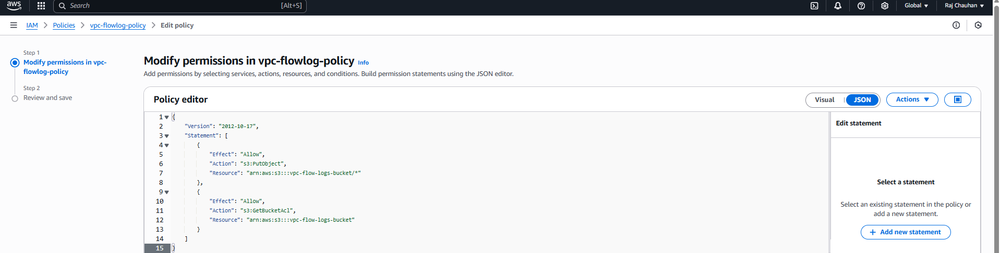 aws
Search
[Alt+S]
Global
Raj Chauhan
IAM > Policies > vpc-flowlog-policy > Edit policy
Step 1
Modify permissions in vpc-
flowlog-policy
Step 2
Review and save
Modify permissions in vpc-flowlog-policy Info
Add permissions by selecting services, actions, resources, and conditions. Build permission statements using the JSON editor.
Policy editor
Visual
JSON
Actions
1 {
2 "Version": "2012-10-17",
3 "Statement": [
4 {
5 "Effect": "Allow",
6 "Action": "s3:PutObject",
7 "Resource": "arn:aws:s3:::vpc-flow-logs-bucket/*"
8 },
9 {
10 "Effect": "Allow",
11 "Action": "s3:GetBucketAcl",
12 "Resource": "arn:aws:s3:::vpc-flow-logs-bucket"
13 }
14 ]
15 }
Edit statement
Select a statement
Select an existing statement in the policy or
add a new statement.
+ Add new statement